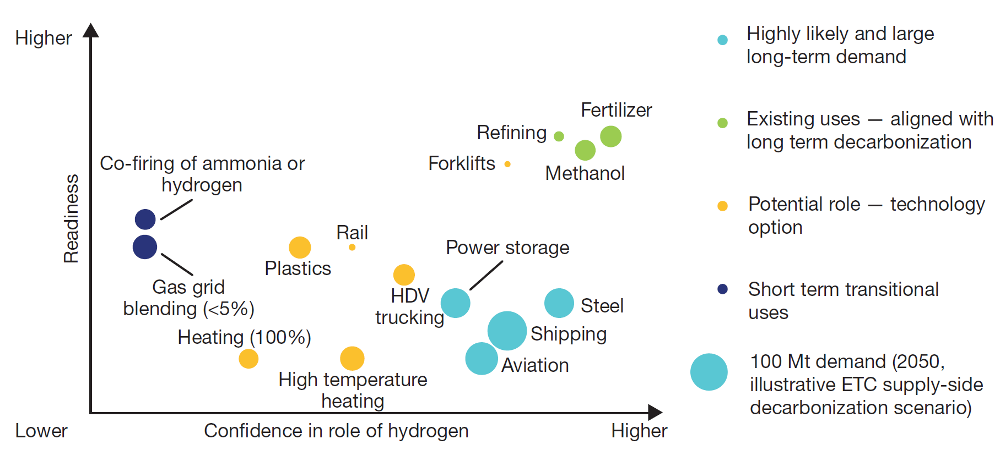 Higher
Readiness
Lower
Confidence in role of hydrogen
Higher
Co-firing of ammonia or
hydrogen
Gas grid
blending (<5%)
Heating (100%)
Plastics
Rail
High temperature
heating
HDV
trucking
Power storage
Steel
Shipping
Aviation
Forklifts
Refining
Methanol
Fertilizer
Highly likely and large
long-term demand
Existing uses — aligned with
long term decarbonization
Potential role — technology
option
Short term transitional
uses
100 Mt demand (2050,
illustrative ETC supply-side
decarbonization scenario)